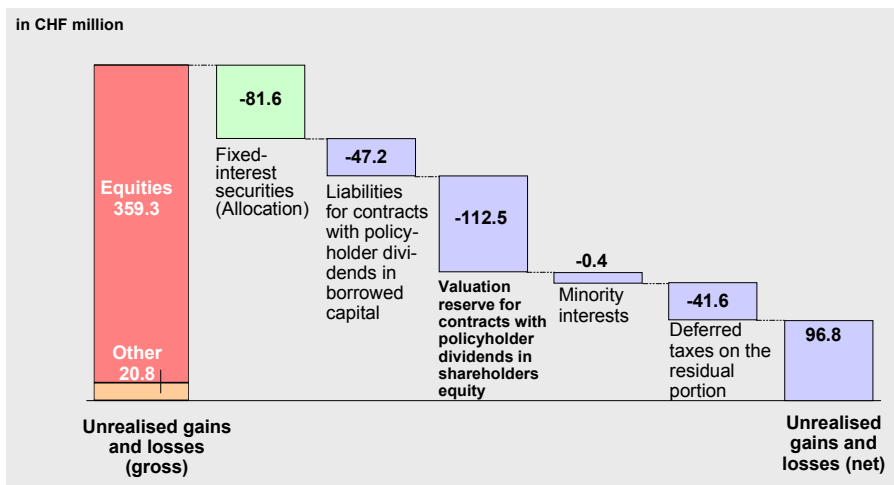 in CHF million
Equities
359.3
Other
20.8
Unrealised gains
and losses
(gross)
-81.6
Fixed-
interest
securities
(Allocation)
-47.2
Liabilities
for contracts
with policy-
holder divi-
dends in
borrowed
capital
-112.5
Valuation
reserve for
contracts with
policyholder
dividends in
shareholders
equity
-0.4
Minority
interests
-41.6
Deferred
taxes on the
residual
portion
96.8
Unrealised
gains and
losses (net)